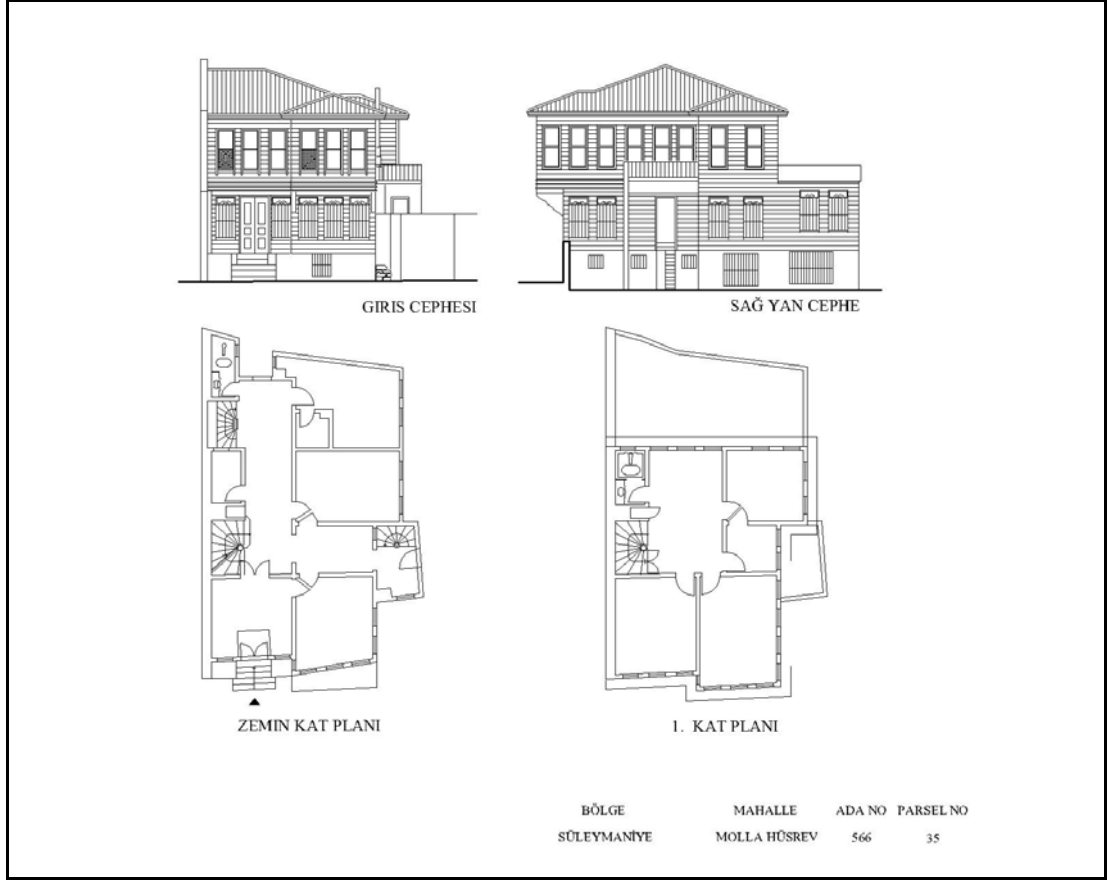 GIRIS CEPHESI
SAĞ YAN CEPHE
ZEMIN KAT PLANI
1. KAT PLANI
BÖLGE MAHALLE ADA NO PARSEL NO
SÜLEYMANİYE MOLLA HÜSREV 566 35